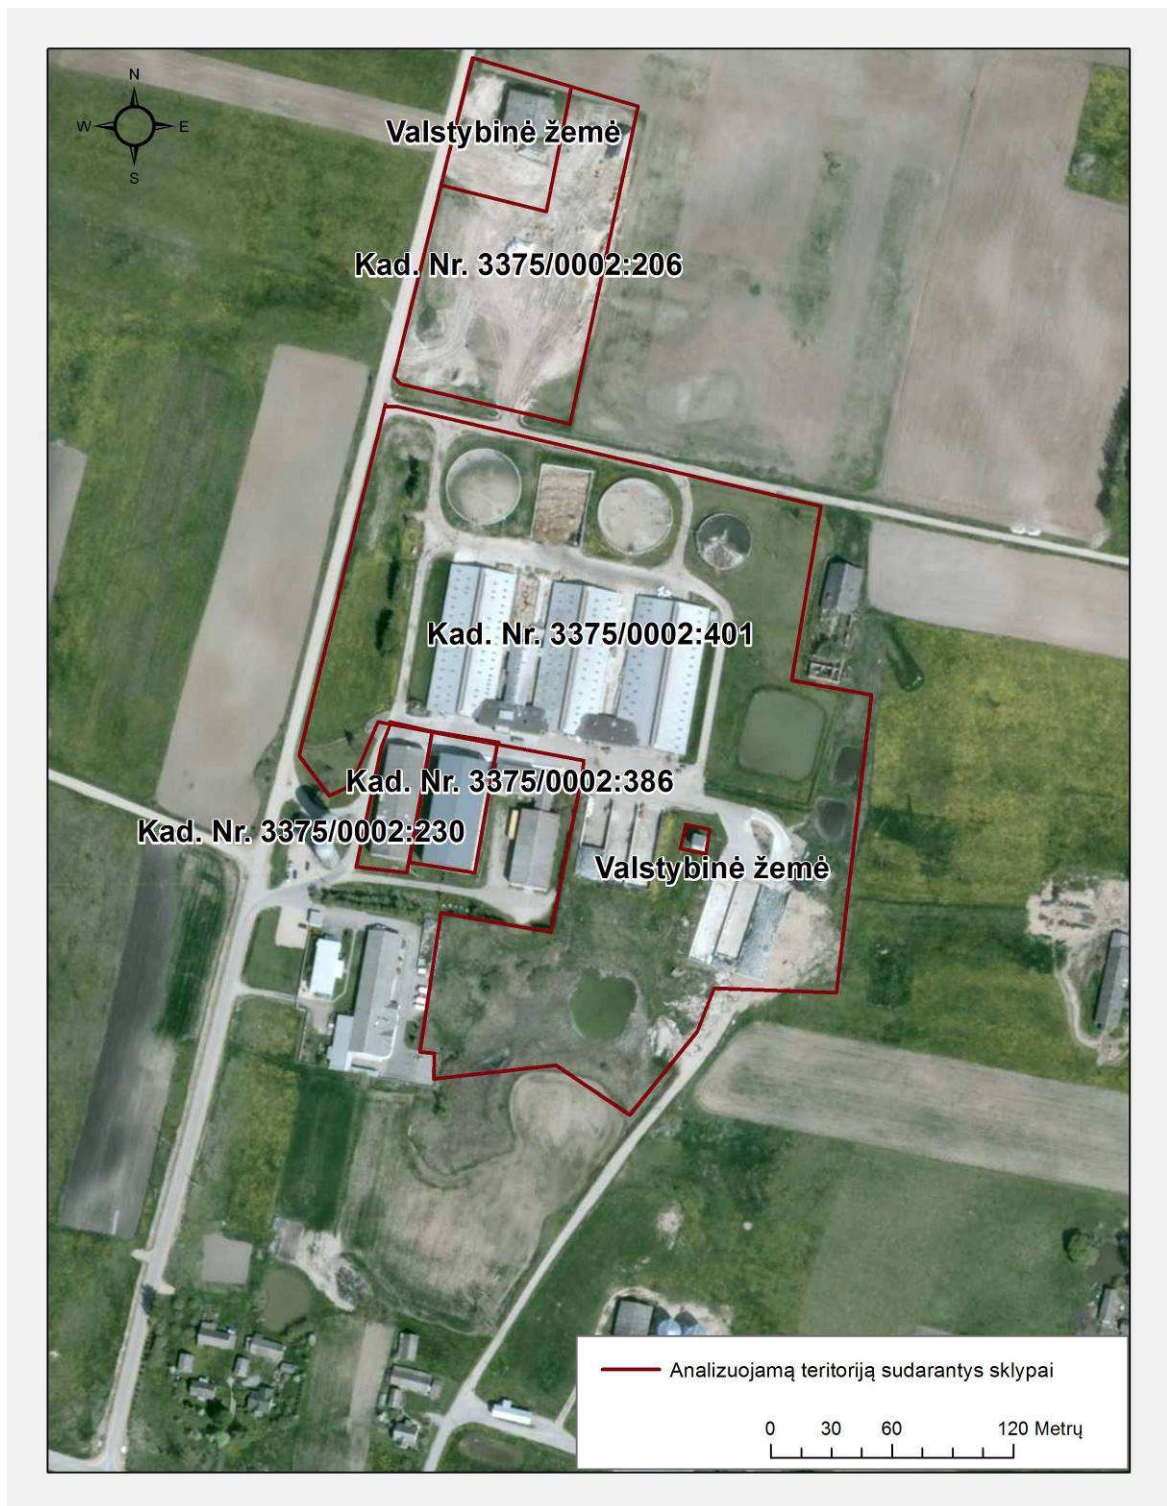 N
W E
S
Valstybinė žemė
Kad. Nr. 3375/0002:206
Kad. Nr. 3375/0002:401
Kad. Nr. 3375/0002:386
Kad. Nr. 3375/0002:230
Valstybinė žemė
Analizuojamą teritoriją sudarantys sklypai
0 30 60 120 Metrų